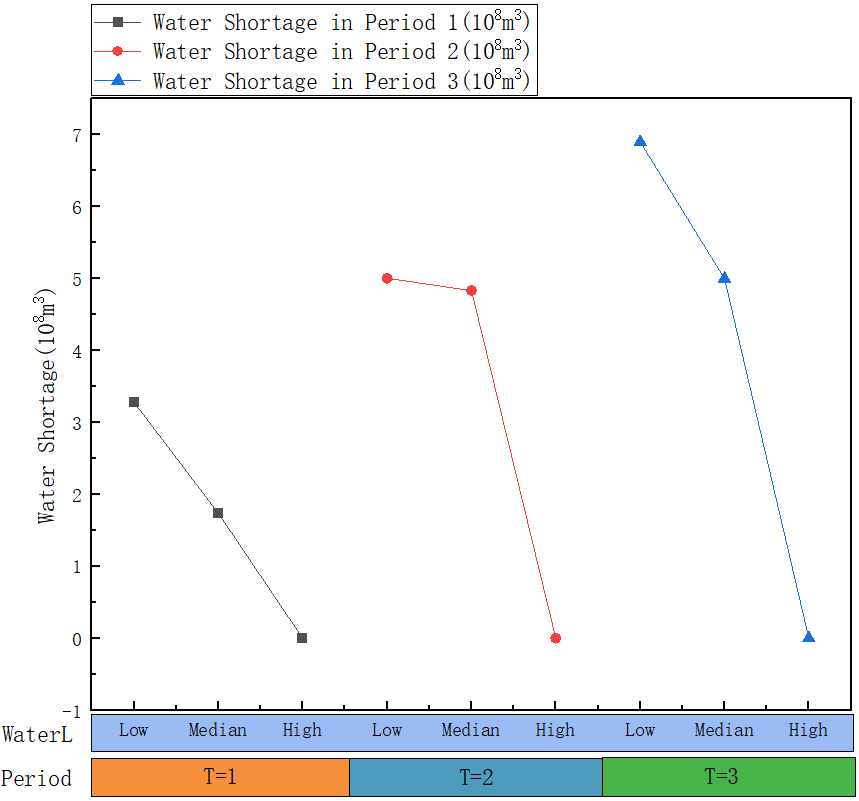 Water Shortage in Period 1(10⁸m³)
Water Shortage in Period 2(10⁸m³)
Water Shortage in Period 3(10⁸m³)
Water Shortage(10⁸m³)
7
6
5
4
3
2
1
0
-1
WaterL Low Median High Low Median High Low Median High
Period T=1 T=2 T=3